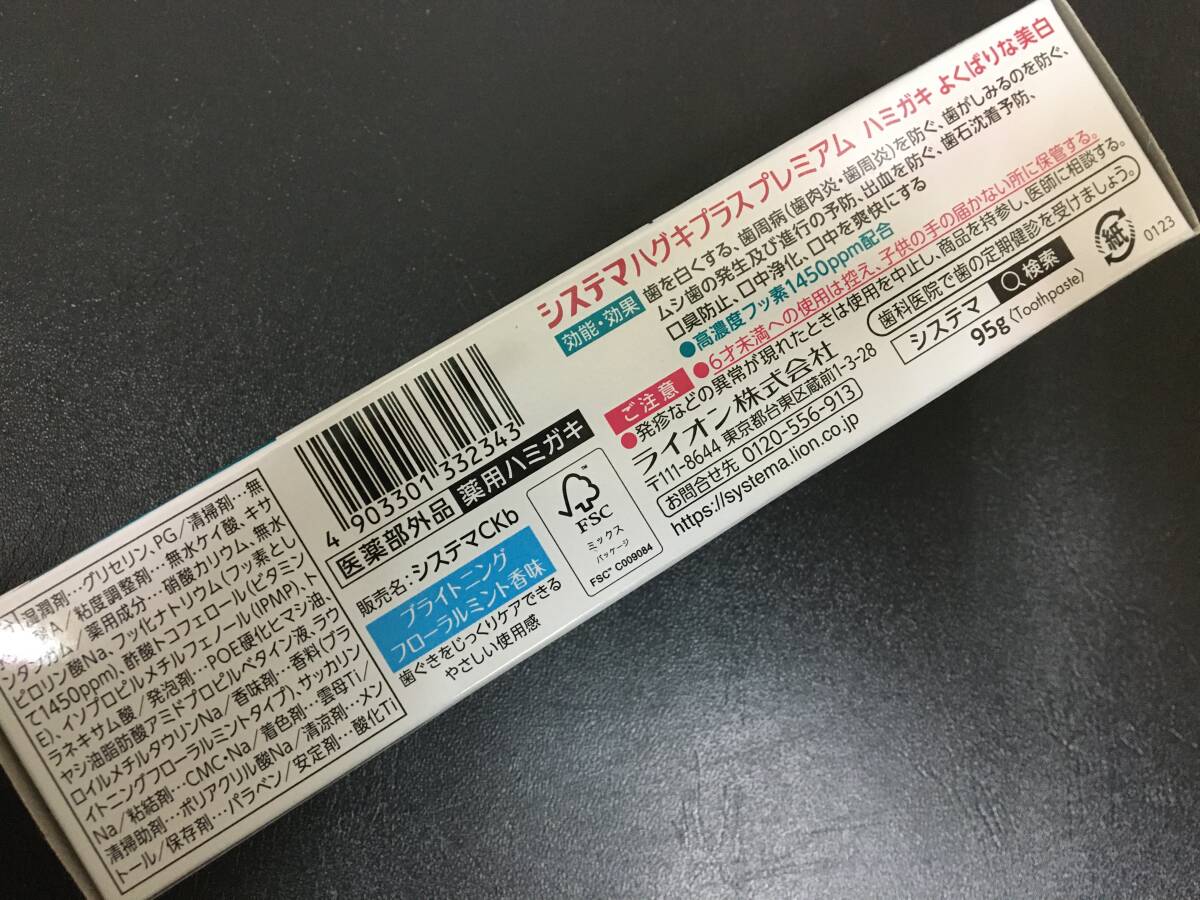 システマハグキプラスプレミアム ハミガキ よくばりな美白
効能・効果
歯を白くする、歯周病(歯肉炎・歯周炎)を防ぐ、歯がしみるのを防ぐ、
ムシ歯の発生及び進行の予防、出血を防ぐ、歯石沈着予防、
口臭防止、口中浄化、口中を爽快にする
●高濃度フッ素1450ppm配合
ご注意
●6才未満への使用は控え、子供の手の届かない所に保管する。
●発疹などの異常が現れたときは使用を中止し、商品を持参し、医師に相談する。
ライオン株式会社
〒111-8644 東京都台東区蔵前1-3-28
お問合せ先 0120-556-913
https://systema.lion.co.jp
歯科医院で歯の定期健診を受けましょう。
システマ 検索
95g〈Toothpaste〉
紙
0123
4903301332343
医薬部外品 薬用ハミガキ
販売名:システマCKb
ブライトニング
フローラルミント香味
歯ぐきをじっくりケアできる
やさしい使用感
FSC
ミックス
パッケージ
FSC™ C009084
湿潤剤…グリセリン、PG/清掃剤…無
A/粘度調整剤…無水ケイ酸、キサ
ンタンガム/薬用成分…硝酸カリウム、無水
ピロリン酸Na、フッ化ナトリウム(フッ素とし
て1450ppm)、酢酸トコフェロール(ビタミン
E)、イソプロピルメチルフェノール(IPMP)、ト
ラネキサム酸/発泡剤…POE硬化ヒマシ油、
ヤシ油脂肪酸アミドプロピルベタイン液、ラウ
ロイルメチルタウリンNa/香味剤…香料(ブラ
イトニングフローラルミントタイプ)、サッカリン
Na/粘結剤…CMC・Na/着色剤…雲母Ti/
清掃助剤…ポリアクリル酸Na/清涼剤…メン
トール/保存剤…パラベン/安定剤…酸化Ti